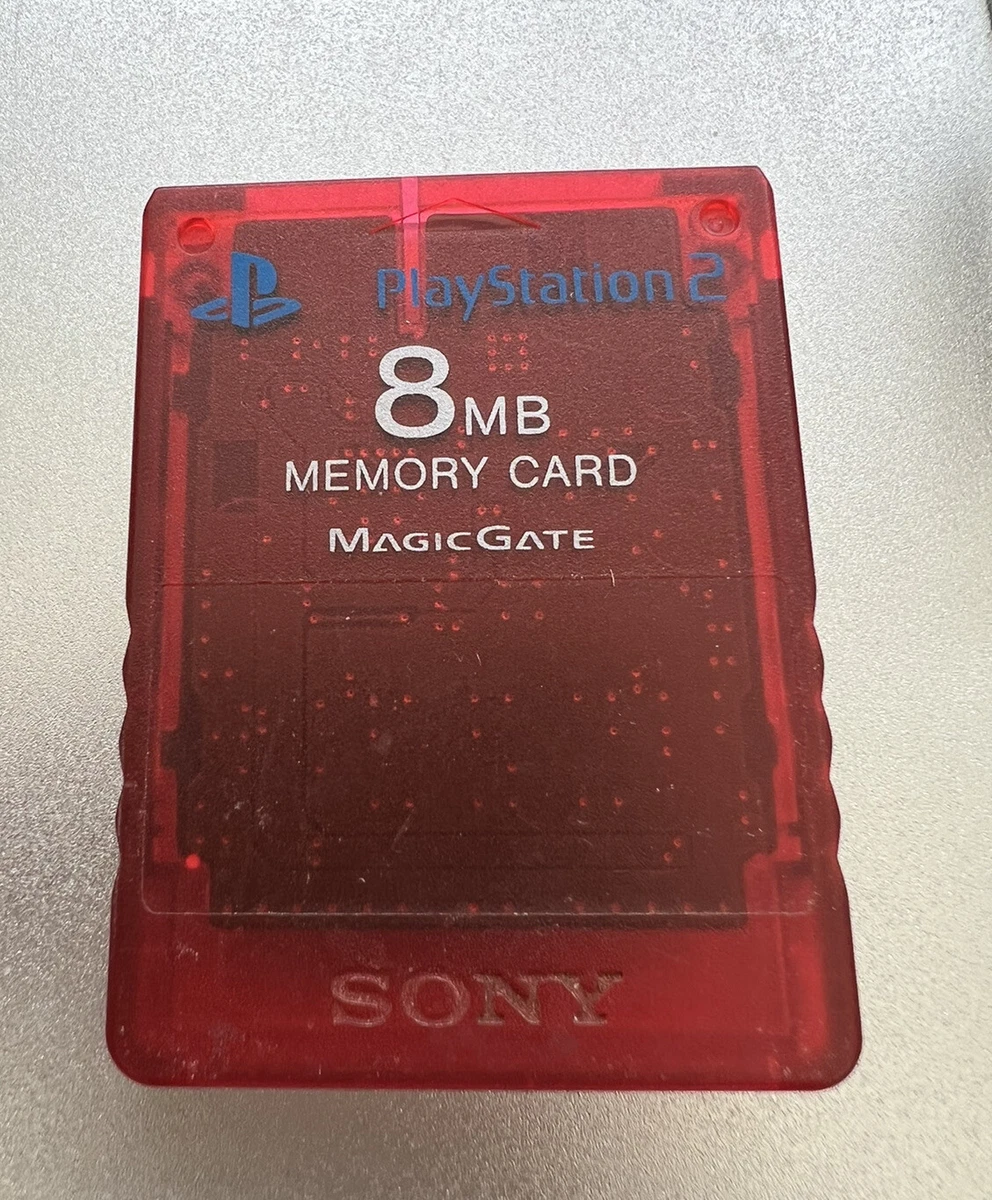 PlayStation 2
8MB
MEMORY CARD
MAGICGATE
SONY